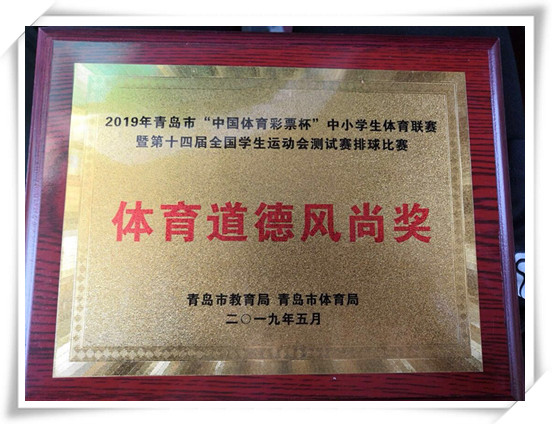 2019年青岛市“中国体育彩票杯”中小学生体育联赛
暨第十四届全国学生运动会测试赛排球比赛
体育道德风尚奖
青岛市教育局 青岛市体育局
二〇一九年五月